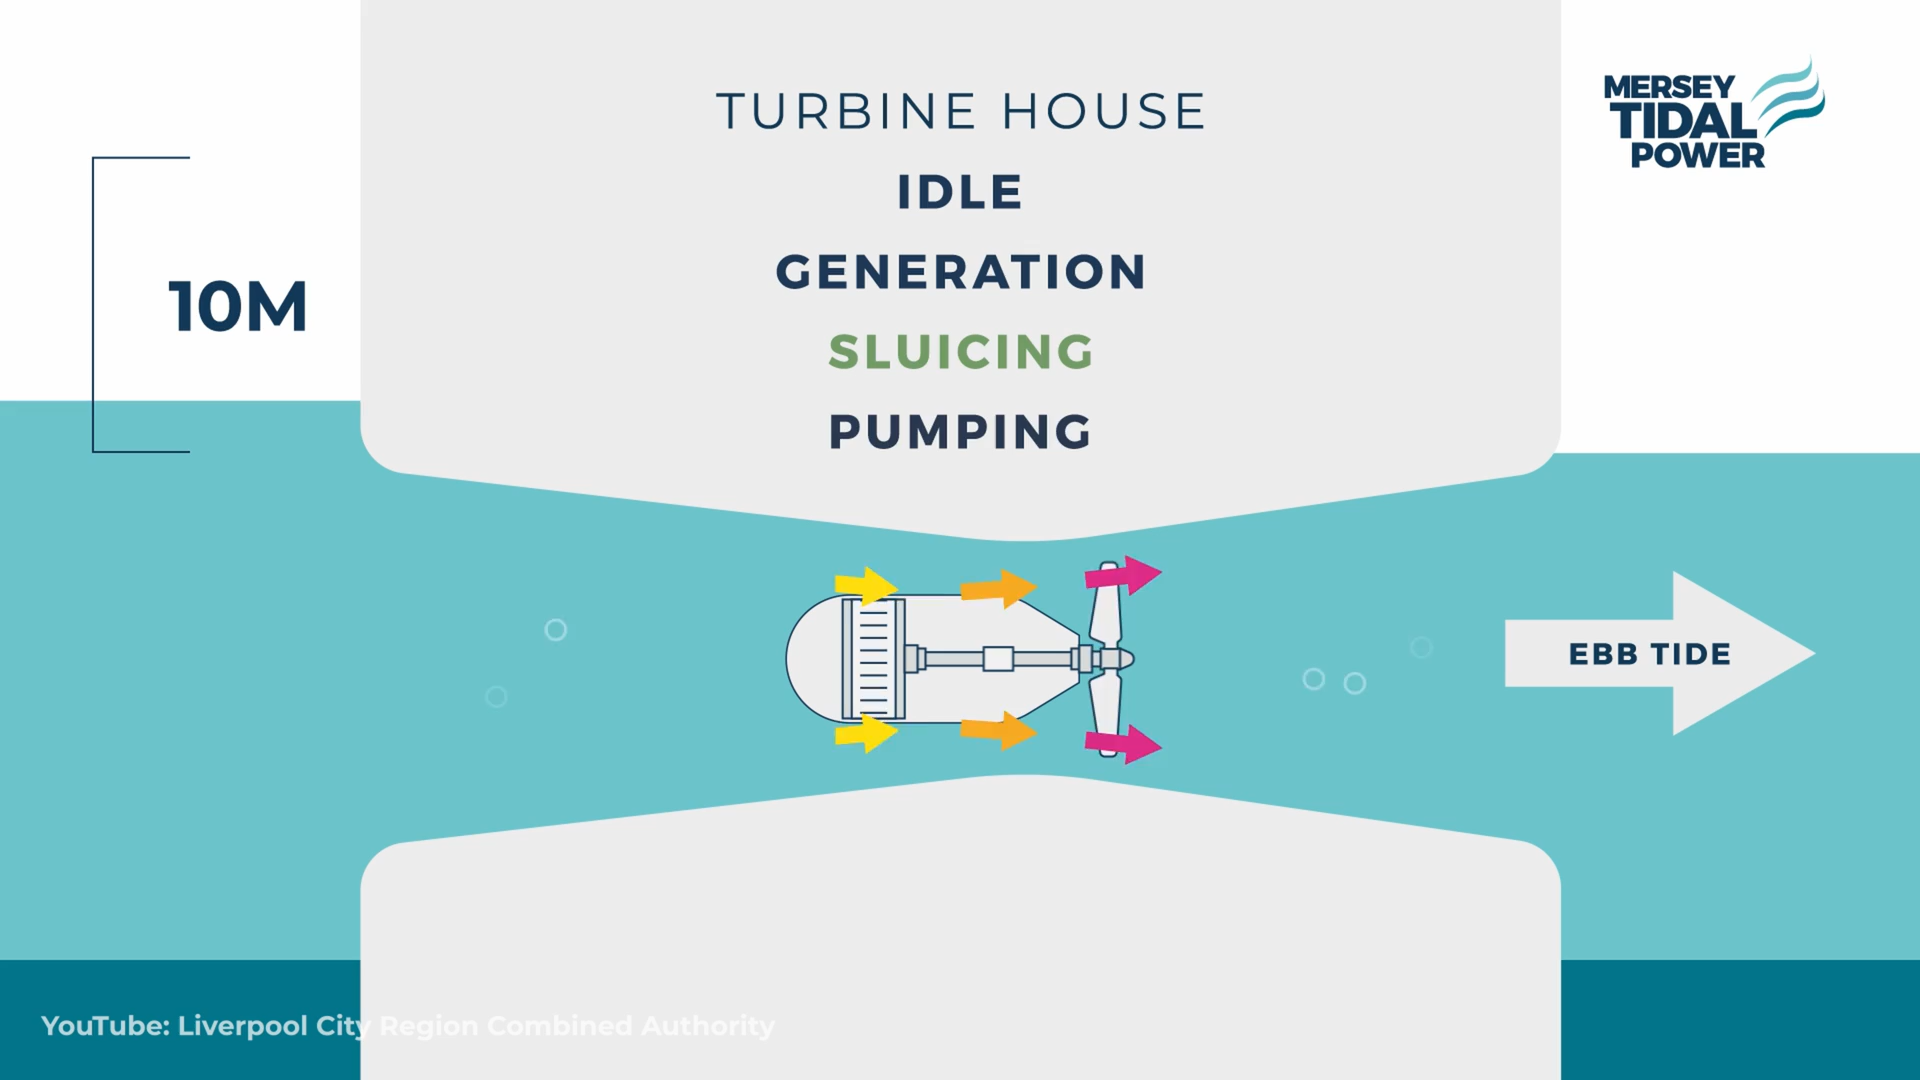 TURBINE HOUSE
IDLE
GENERATION
SLUICING
PUMPING
10M
MERSEY
TIDAL
POWER
EBB TIDE
YouTube: Liverpool City Region Combined Authority